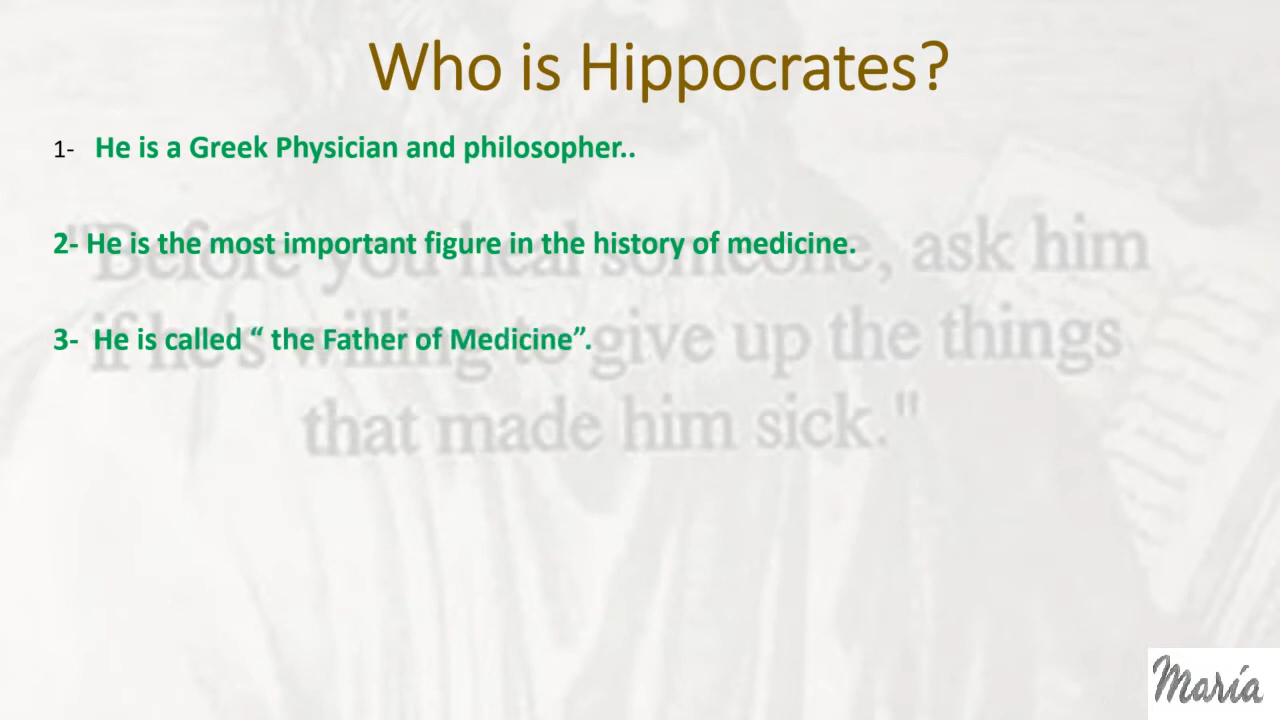 Who is Hippocrates?
1- He is a Greek Physician and philosopher..
2- He is the most important figure in the history of medicine.
3- He is called “ the Father of Medicine”.
"Before you heal someone, ask him
if he's willing to give up the things
that made him sick."
María